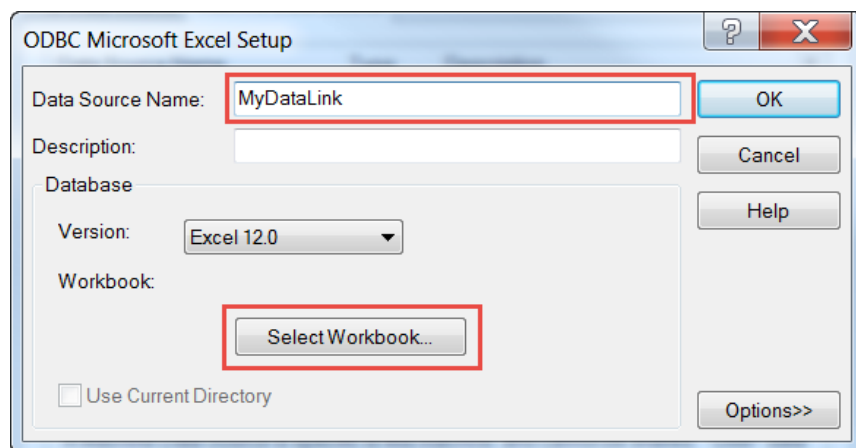 ODBC Microsoft Excel Setup
?
X
Data Source Name: MyDataLink OK
Description: Cancel
Database
Help
Version: Excel 12.0
Workbook:
Select Workbook...
Use Current Directory
Options>>